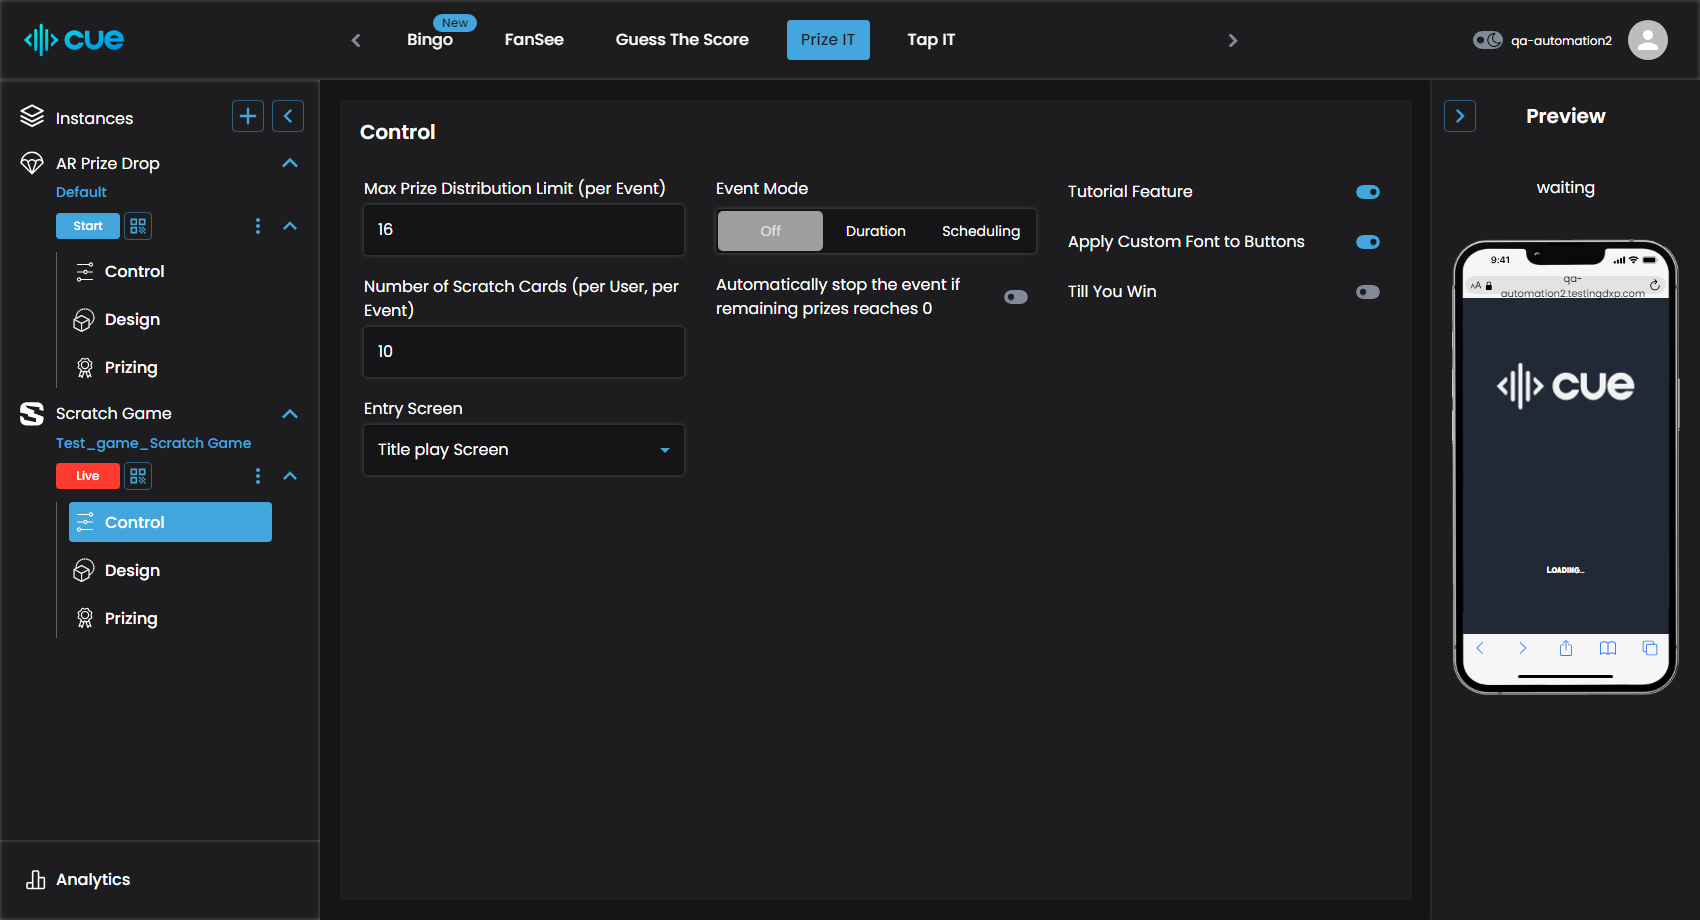 cue
New
Bingo
FanSee
Guess The Score
Prize IT
Tap IT
qa-automation2
Instances
AR Prize Drop
Default
Start
Control
Design
Prizing
Scratch Game
Test_game_Scratch Game
Live
Control
Design
Prizing
Analytics
Control
Max Prize Distribution Limit (per Event)
16
Number of Scratch Cards (per User, per
Event)
10
Entry Screen
Title play Screen
Event Mode
Off
Duration
Scheduling
Automatically stop the event if
remaining prizes reaches 0
Tutorial Feature
Apply Custom Font to Buttons
Till You Win
Preview
waiting
9:41
AA
qa-
automation2.testingdxp.com
cue
LOADING...